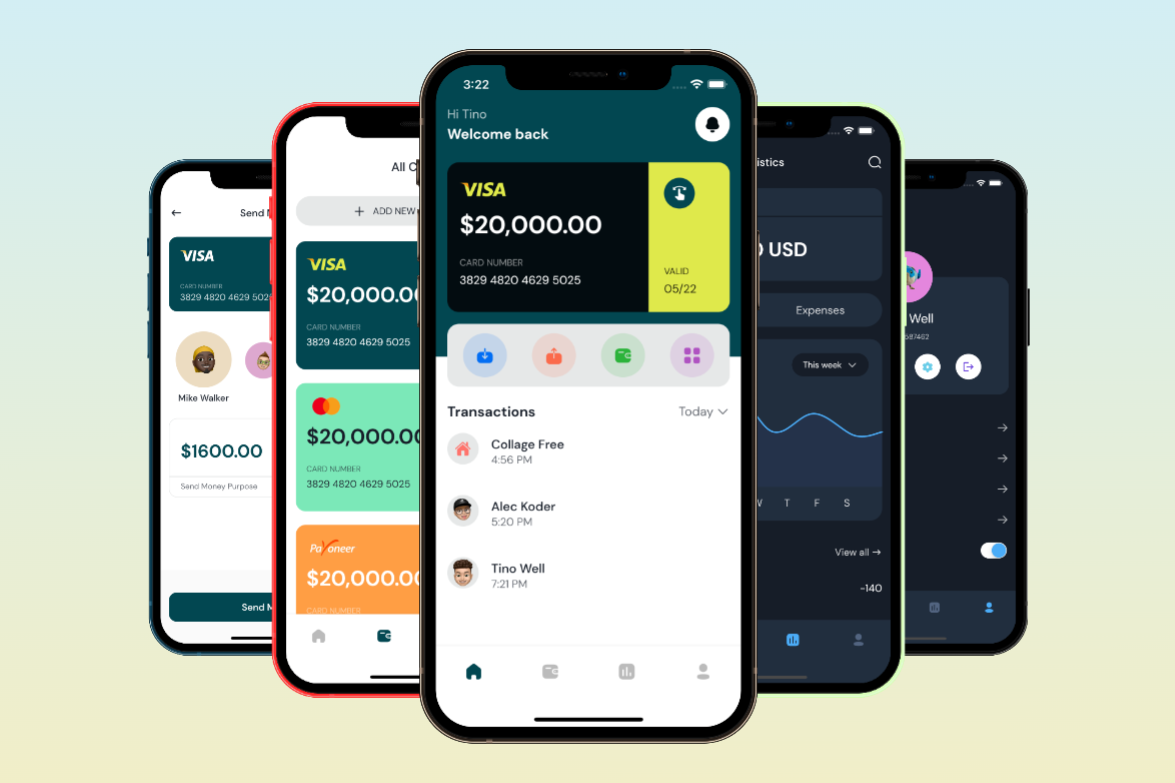 Send
VISA
CARD NUMBER
3829 4820 4629 502
Mike Walker
$1600.00
Send Money Purpose
Send
All
ADD NEW
VISA
$20,000.0
CARD NUMBER
3829 4820 4629 5025
$20,000.0
CARD NUMBER
3829 4820 4629 5025
Payoneer
$20,000.0
CARD NUMBER
3:22
Hi Tino
Welcome back
VISA
$20,000.00
CARD NUMBER
3829 4820 4629 5025
VALID
05/22
Transactions
Today
Collage Free
4:56 PM
Alec Koder
5:20 PM
Tino Well
7:21 PM
istics
USD
Expenses
This week
W T F S
View all
-140
Well
587462